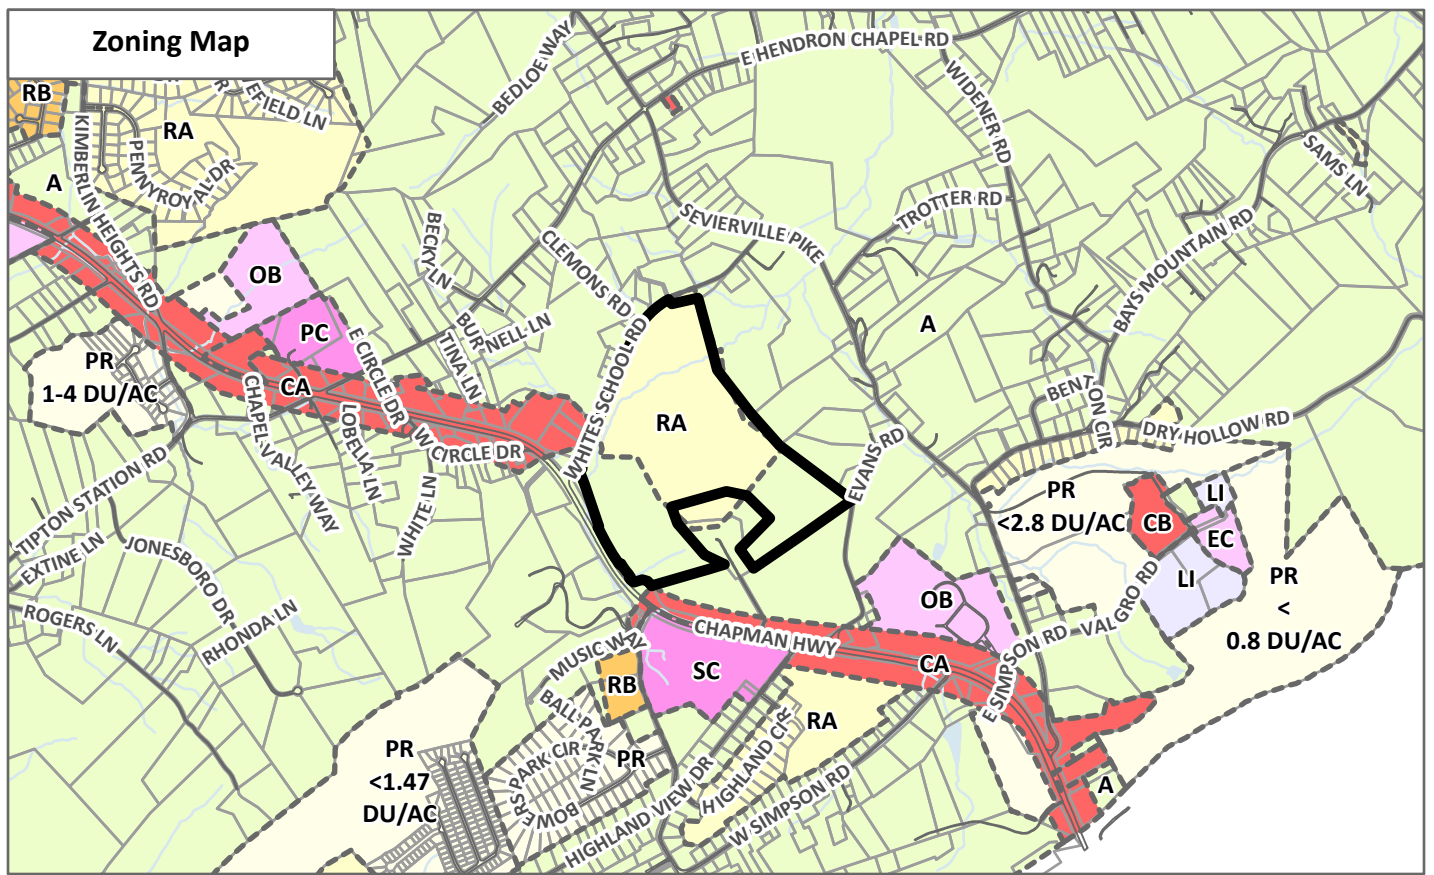 Zoning Map
E HENDRON CHAPEL RD
BEDLOE WAY
WIDENER RD
RB
EFIELD LN
RA
KIMBERLIN HEIGHTS RD
PENNYROYAL DR
A
SAMS LN
TROTTER RD
SEVIERVILLE PIKE
BECKY LN
CLEMONS RD
BAYS MOUNTAIN RD
OB
PC
BURNELL LN
TINA LN
E CIRCLE DR
WHITES SCHOOL RD
A
PR
1-4 DU/AC
CA
CHAPEL VALLEY WAY
LOBELIA LN
W CIRCLE DR
RA
BENTON CIR
DRY HOLLOW RD
EVANS RD
TIPTON STATION RD
WHITE LN
PR
<2.8 DU/AC
LI
CB
EC
EXTINE LN
JONESBORO DR
LI
PR
<
0.8 DU/AC
ROGERS LN
RHONDA LN
OB
VALGRO RD
E SIMPSON RD
CHAPMAN HWY
MUSIC WAY
CA
SC
RB
BALL PARK LN
RA
PR
<1.47
DU/AC
PR
BOWERS PARK CIR
HIGHLAND CIR
HIGHLAND VIEW DR
W SIMPSON RD
A